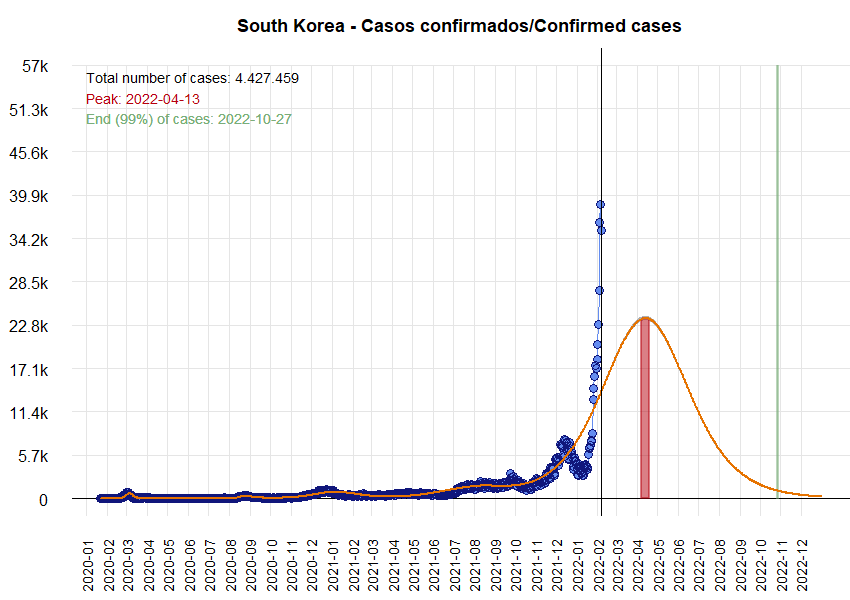 South Korea - Casos confirmados/Confirmed cases
57k
Total number of cases: 4.427.459
Peak: 2022-04-13
End (99%) of cases: 2022-10-27
51.3k
45.6k
39.9k
34.2k
28.5k
22.8k
17.1k
11.4k
5.7k
0
2020-01
2020-02
2020-03
2020-04
2020-05
2020-06
2020-07
2020-08
2020-09
2020-10
2020-11
2020-12
2021-01
2021-02
2021-03
2021-04
2021-05
2021-06
2021-07
2021-08
2021-09
2021-10
2021-11
2021-12
2022-01
2022-02
2022-03
2022-04
2022-05
2022-06
2022-07
2022-08
2022-09
2022-10
2022-11
2022-12